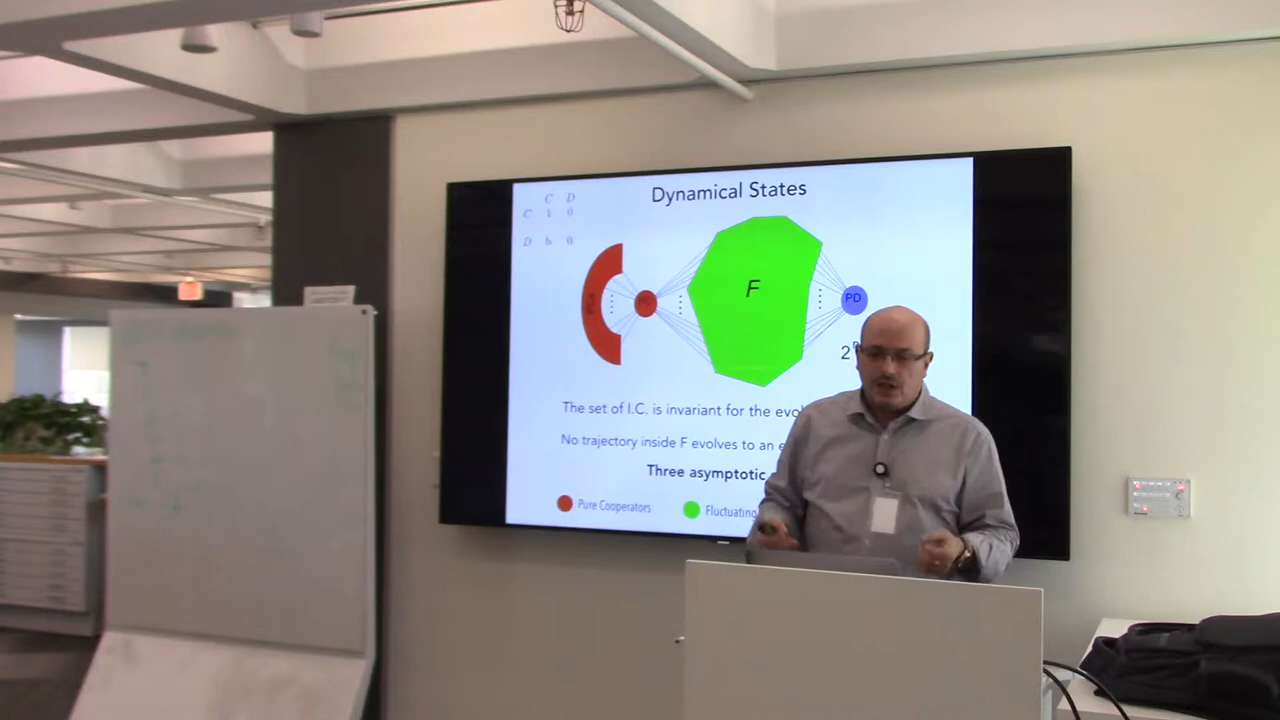 Dynamical States
C D
C 1 0
D b 0
F
PD
2
The set of I.C. is invariant for the
No trajectory inside F evolves to an
Three asymptotic
Pure Cooperators
Fluctuating